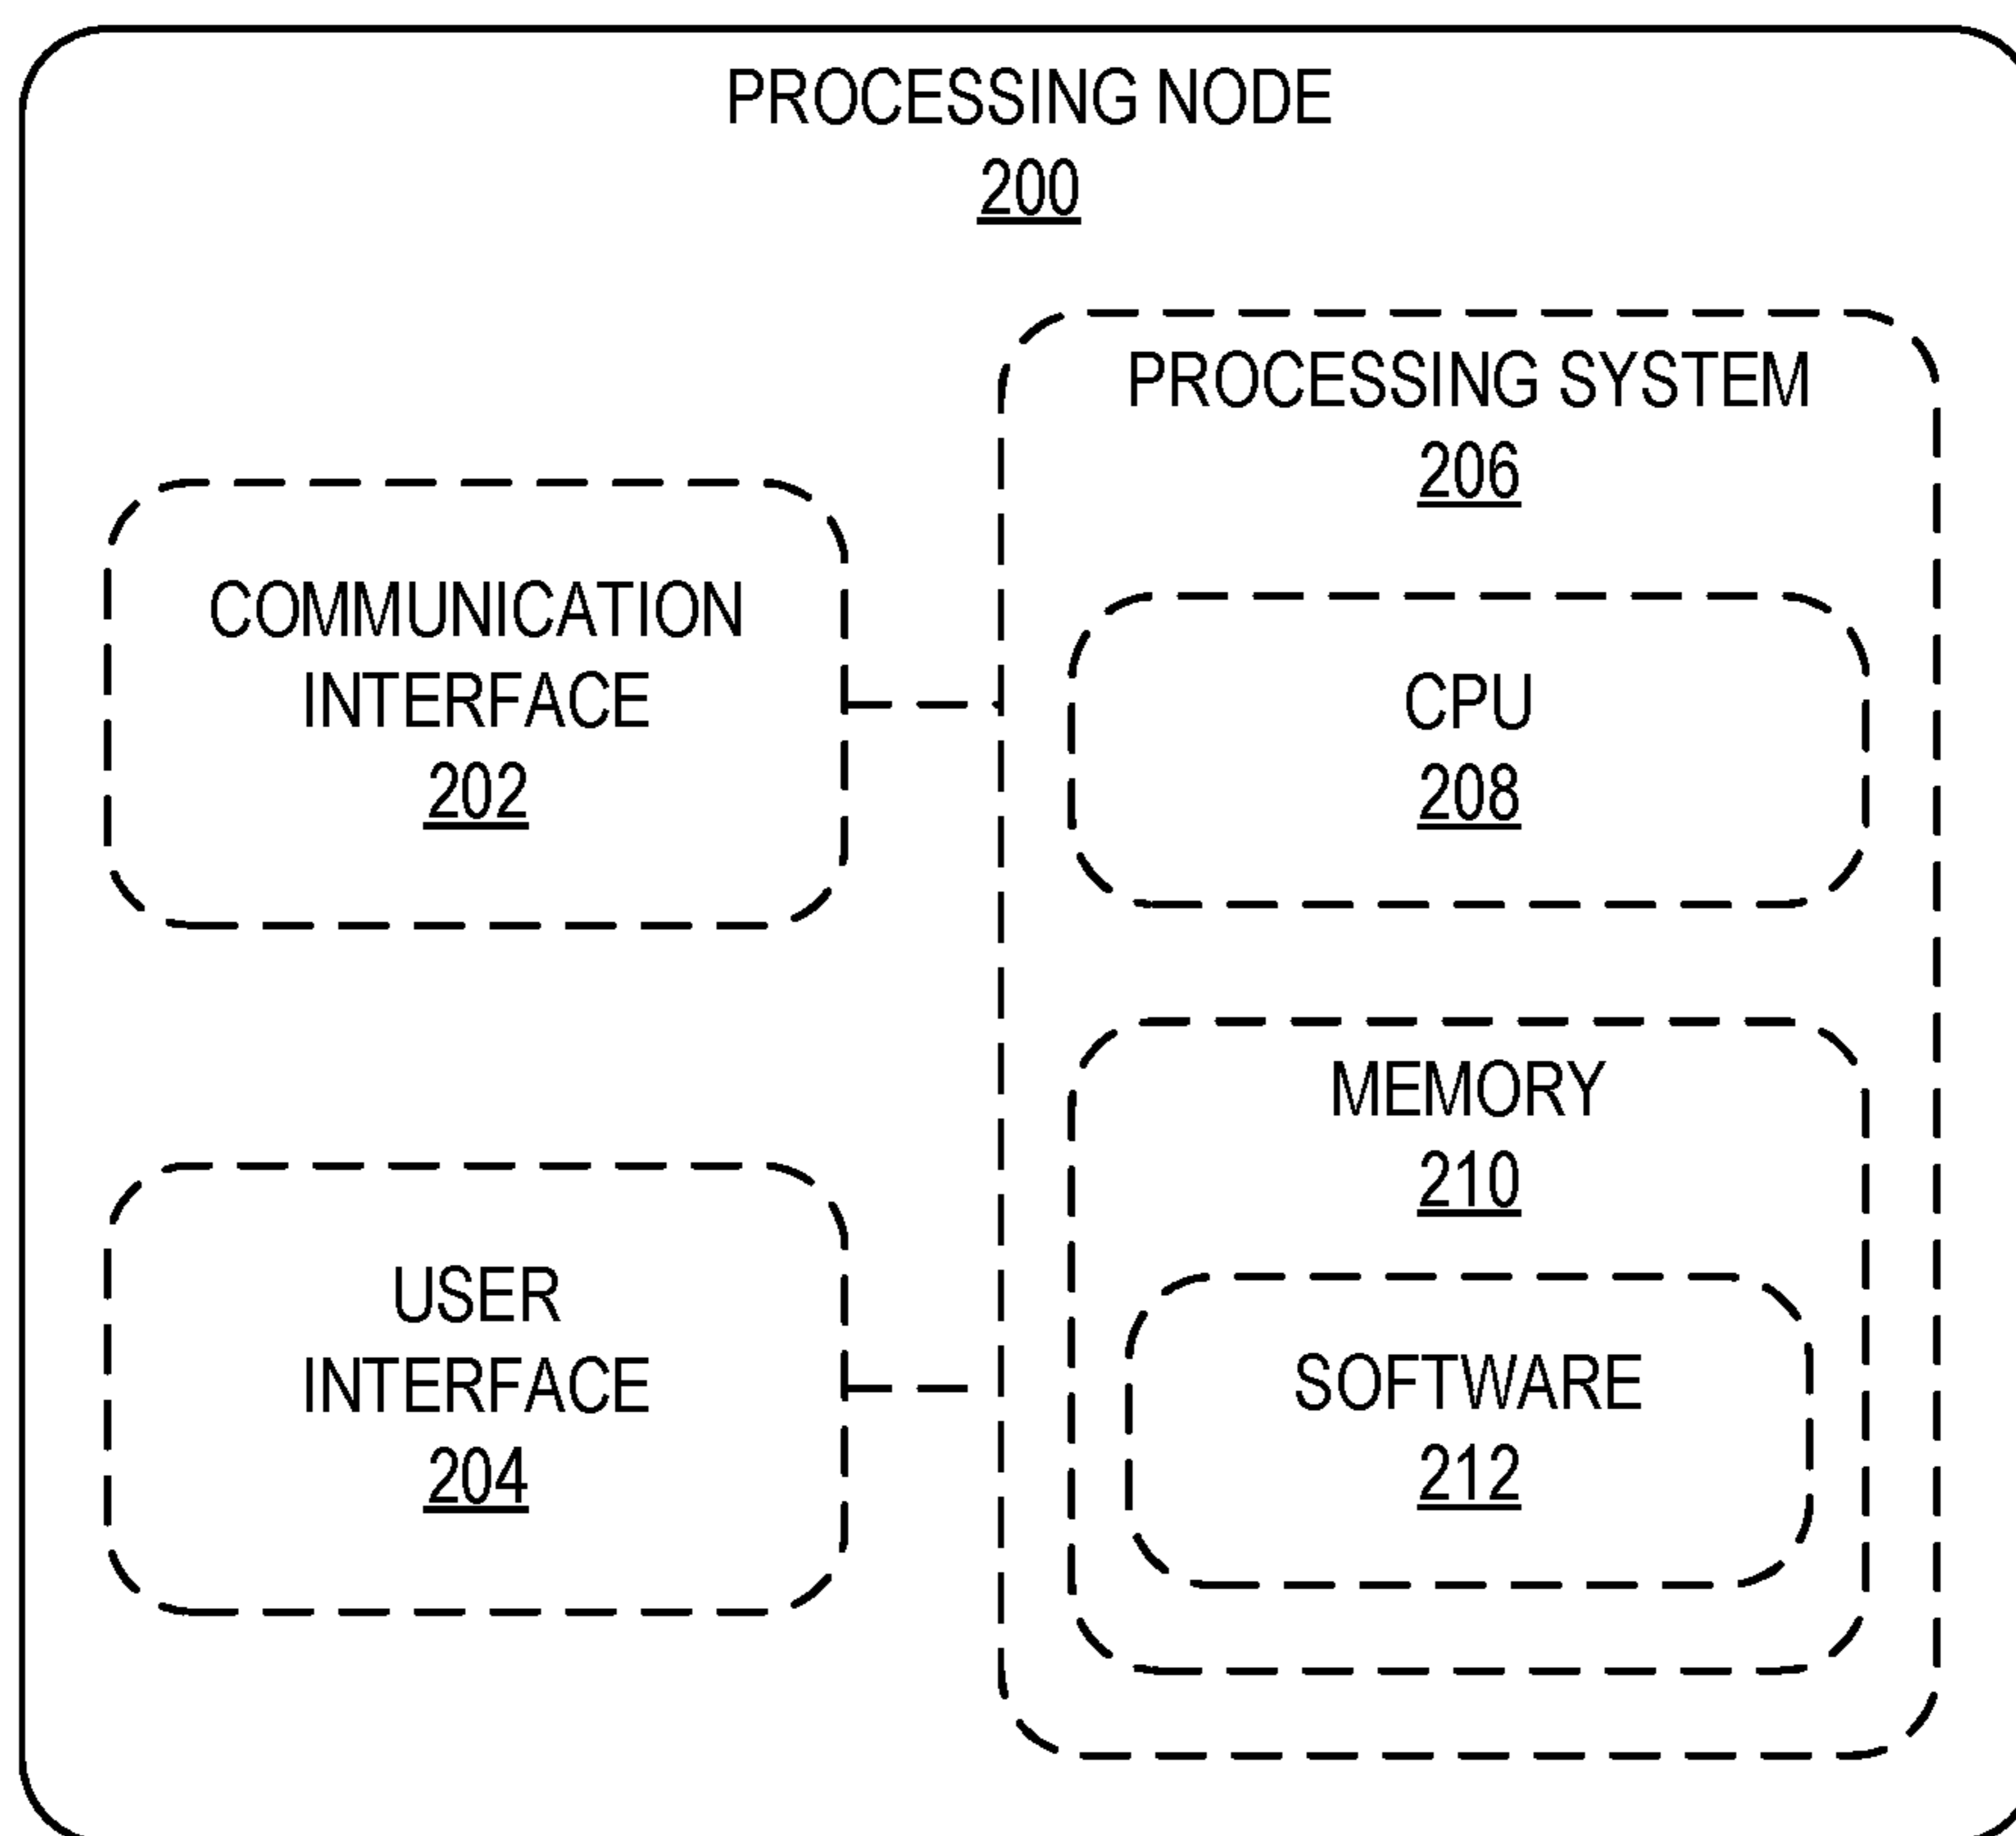 PROCESSING NODE
200
PROCESSING SYSTEM
206
COMMUNICATION
INTERFACE
202
CPU
208
MEMORY
210
USER
INTERFACE
204
SOFTWARE
212